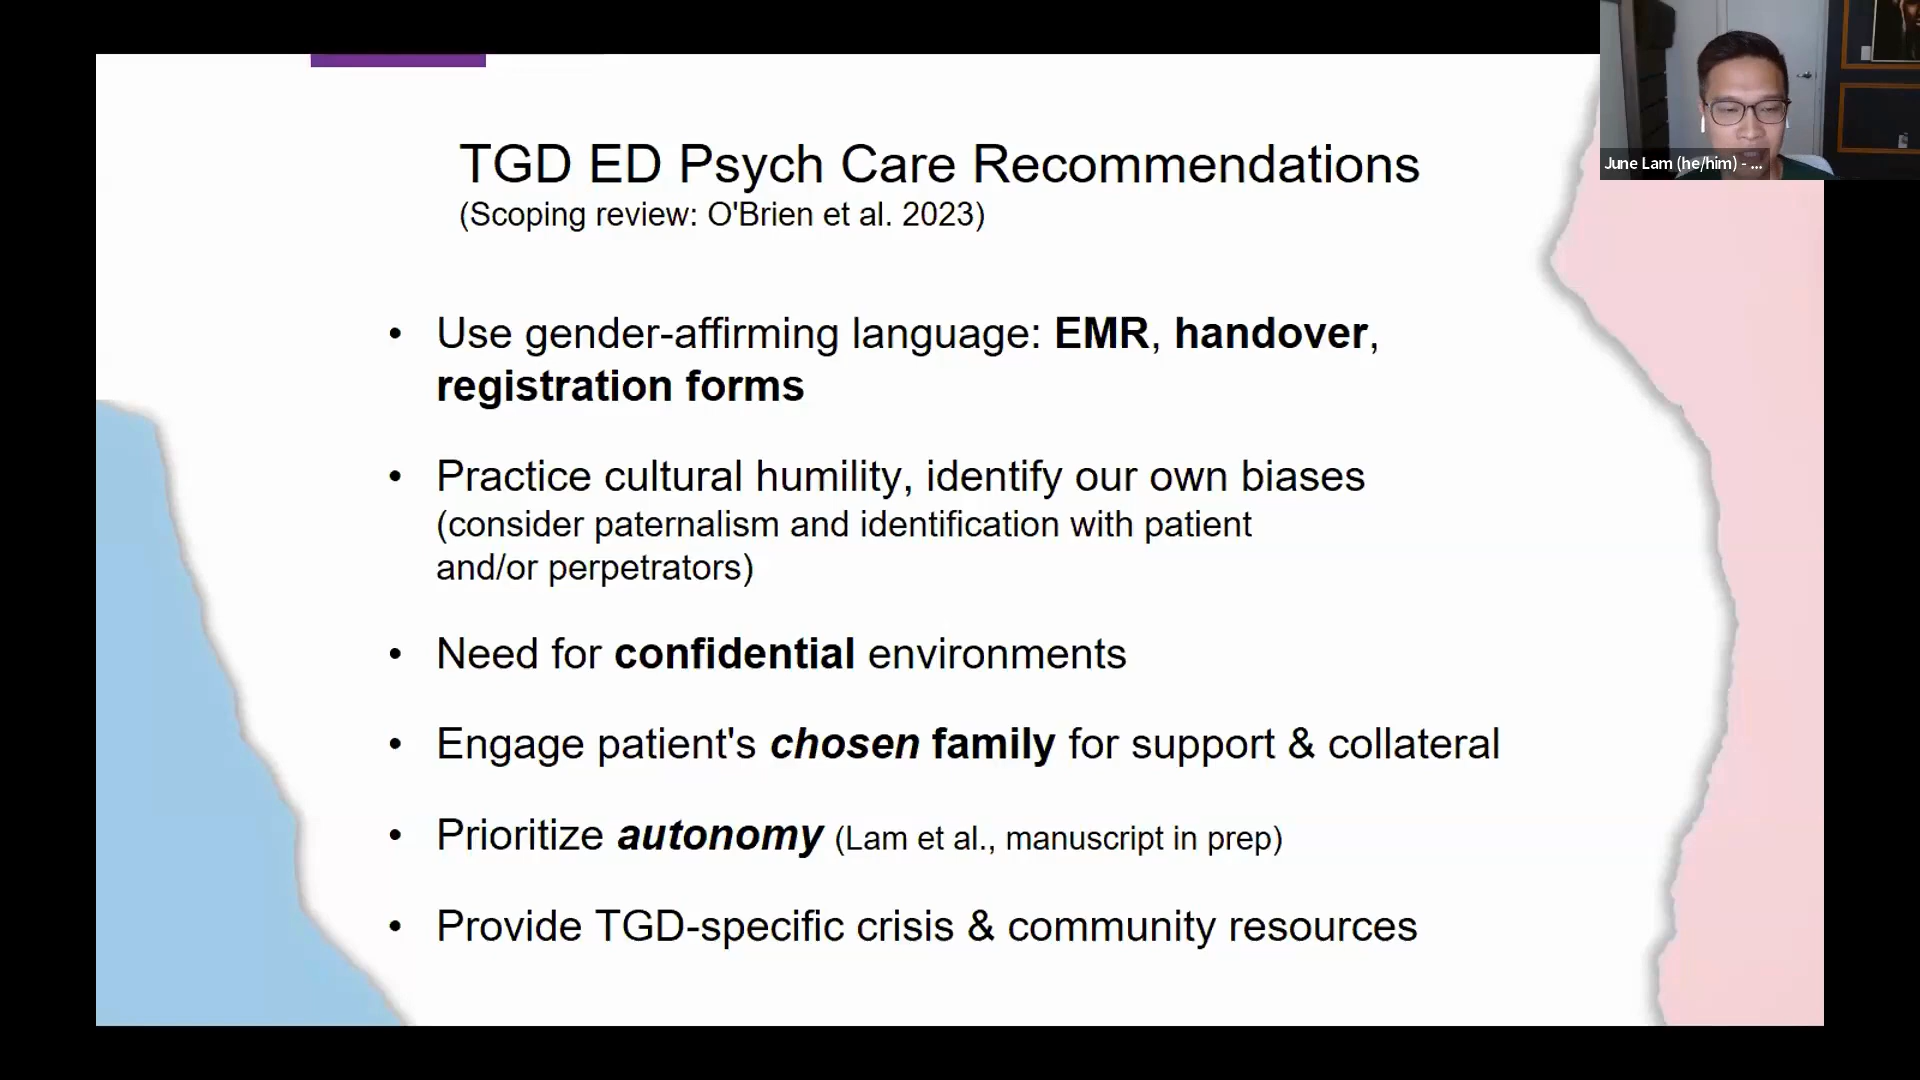 TGD ED Psych Care Recommendations
(Scoping review: O'Brien et al. 2023)
• Use gender-affirming language: EMR, handover,
registration forms
• Practice cultural humility, identify our own biases
(consider paternalism and identification with patient
and/or perpetrators)
• Need for confidential environments
• Engage patient's chosen family for support & collateral
• Prioritize autonomy (Lam et al., manuscript in prep)
• Provide TGD-specific crisis & community resources
June Lam (he/him) - ...